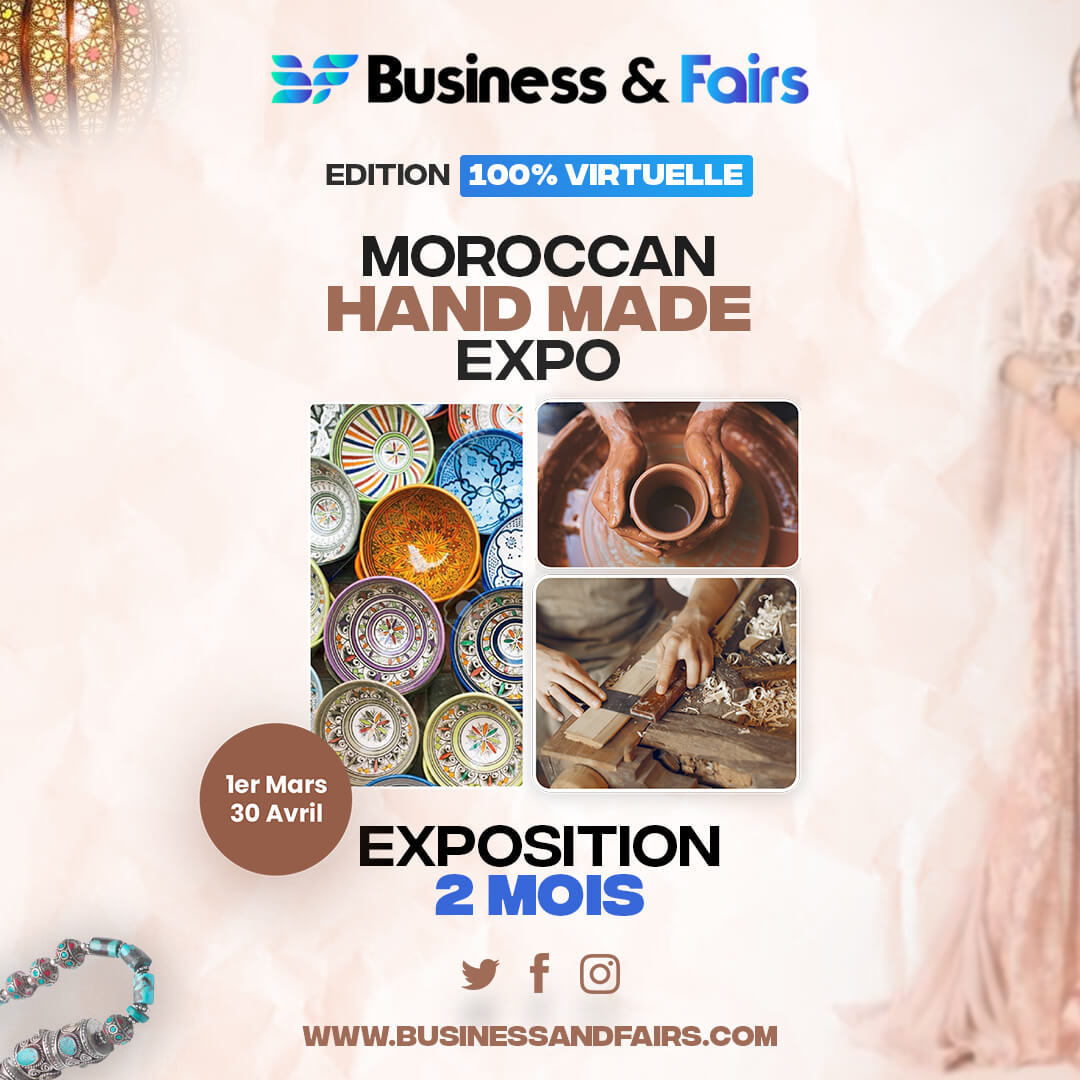 Business & Fairs
EDITION 100% VIRTUELLE
MOROCCAN
HAND MADE
EXPO
1er Mars
30 Avril
EXPOSITION
2 MOIS
WWW.BUSINESSANDFAIRS.COM